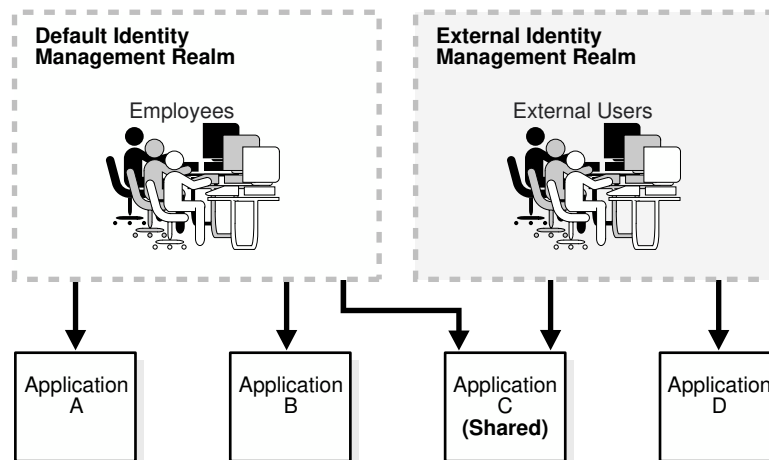 Default Identity
Management Realm
Employees
External Identity
Management Realm
External Users
Application
A
Application
B
Application
C
(Shared)
Application
D